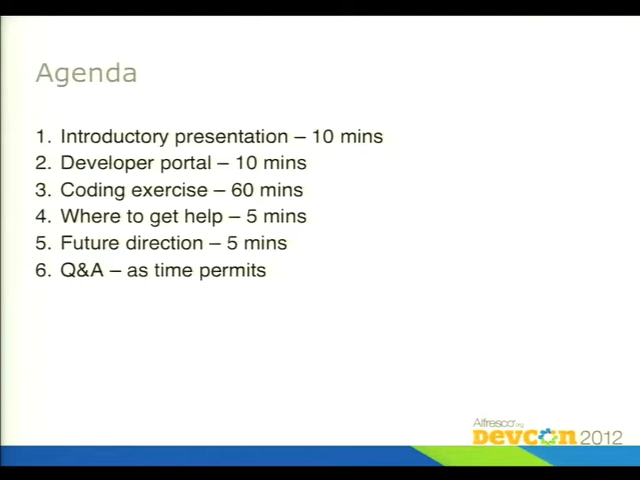 Agenda
1. Introductory presentation – 10 mins
2. Developer portal – 10 mins
3. Coding exercise – 60 mins
4. Where to get help – 5 mins
5. Future direction – 5 mins
6. Q&A – as time permits
Alfresco.org
DEVCON 2012